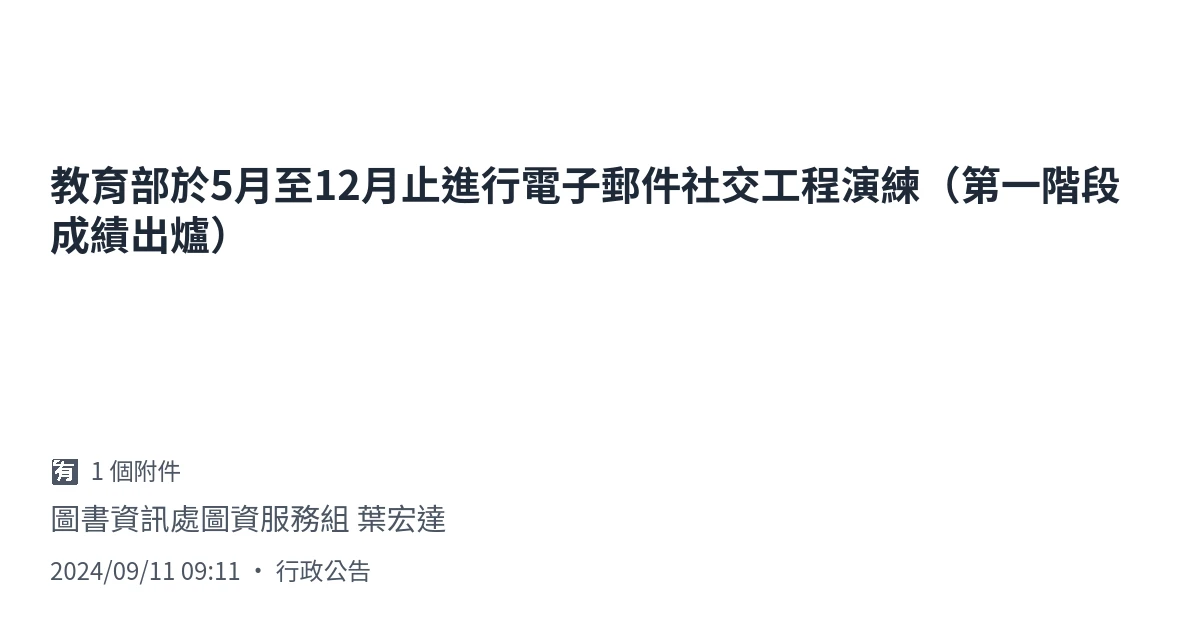 教育部於5月至12月止進行電子郵件社交工程演練（第一階段
成績出爐）
有 1 個附件
圖書資訊處圖資服務組 葉宏達
2024/09/11 09:11 • 行政公告